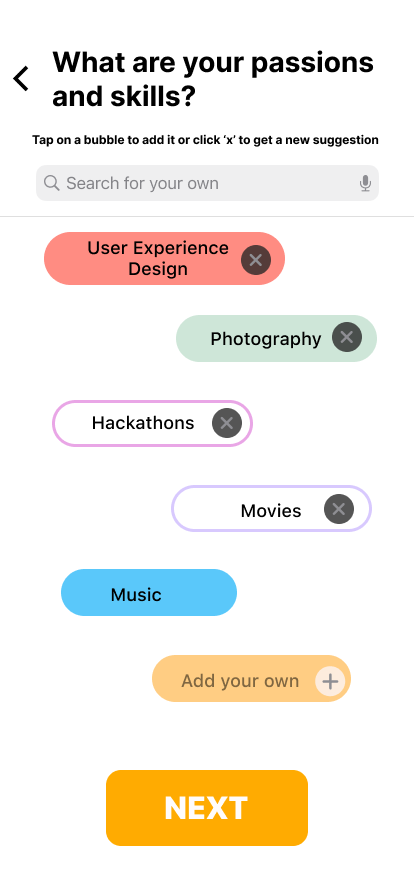 What are your passions
and skills?
Tap on a bubble to add it or click ‘x’ to get a new suggestion
Search for your own
User Experience
Design
Photography
Hackathons
Movies
Music
Add your own
NEXT